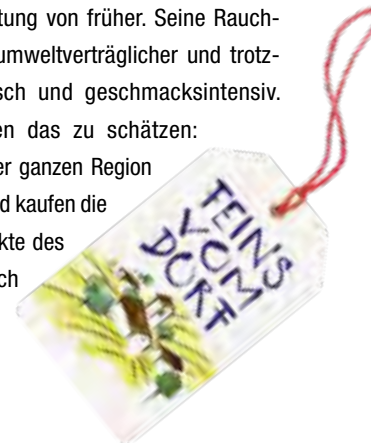 tung von früher. Seine Rauch-
umweltverträglicher und trotz-
sch und geschmacksintensiv.
en das zu schätzen:
er ganzen Region
d kaufen die
kte des
ch
FEINS
VOM
DORF